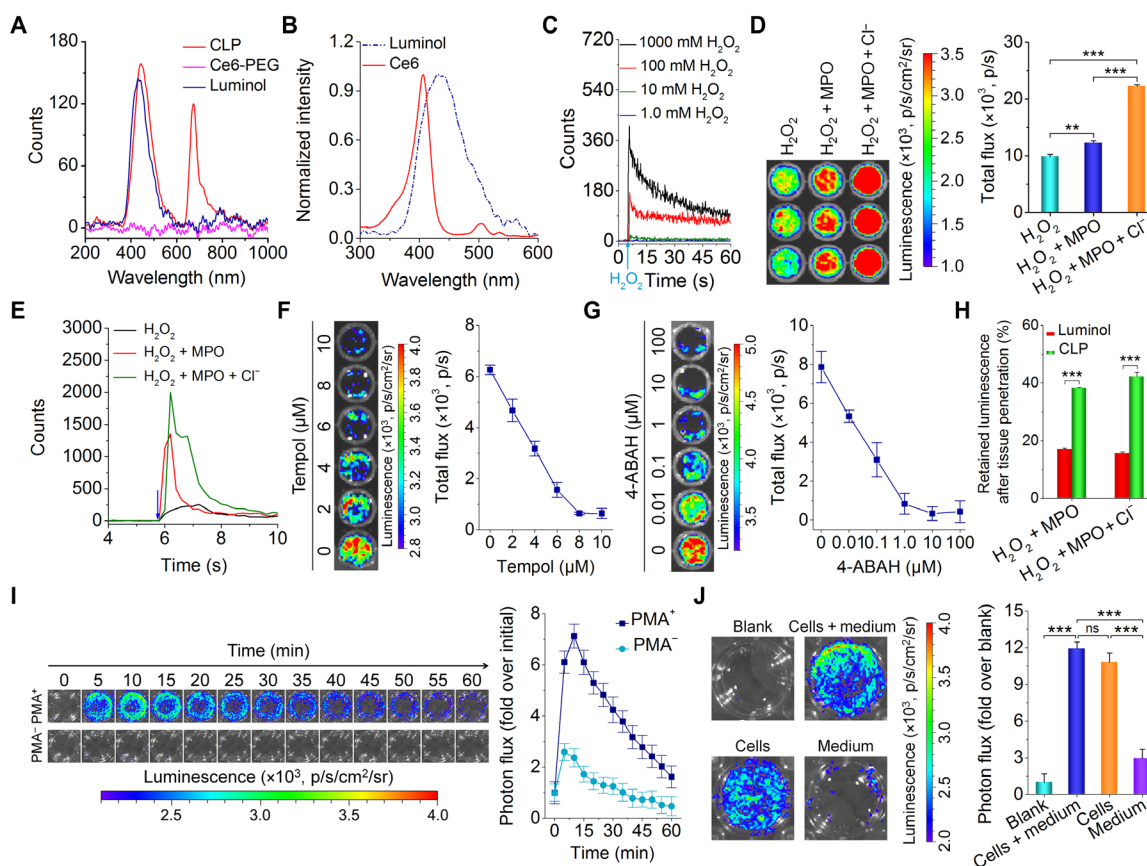 A
180
120
60
0
Counts
CLP
Ce6-PEG
Luminol
200 400 600 800 1000
Wavelength (nm)
B
1.2
0.9
0.6
0.3
0.0
Normalized intensity
Luminol
Ce6
300 400 500 600
Wavelength (nm)
C
720
540
360
180
0
Counts
1000 mM H₂O₂
100 mM H₂O₂
10 mM H₂O₂
1.0 mM H₂O₂
0 15 30 45 60
H₂O₂
Time (s)
D
H₂O₂
H₂O₂ + MPO
H₂O₂ + MPO + Cl⁻
3.5
3.0
2.5
2.0
1.5
1.0
Luminescence (×10³, p/s/cm²/sr)
30
20
10
0
Total flux (×10³, p/s)
***
***
**
H₂O₂
H₂O₂ + MPO
H₂O₂ + MPO + Cl⁻
E
3000
2500
2000
1500
1000
500
0
Counts
H₂O₂
H₂O₂ + MPO
H₂O₂ + MPO + Cl⁻
4 6 8 10
Time (s)
F
Tempol (μM)
10
8
6
4
2
0
4.0
3.8
3.6
3.4
3.2
3.0
2.8
Luminescence (×10³, p/s/cm²/sr)
8
6
4
2
0
Total flux (×10³, p/s)
0 2 4 6 8 10
Tempol (μM)
G
4-ABAH (μM)
100
10
1
0.1
0.01
0
5.0
4.5
4.0
3.5
Luminescence (×10³, p/s/cm²/sr)
10
8
6
4
2
0
Total flux (×10³, p/s)
0 0.01 0.1 1.0 10 100
4-ABAH (μM)
H
60
40
20
0
Retained luminescence
after tissue penetration (%)
Luminol
CLP
***
***
H₂O₂ + MPO
H₂O₂ + MPO + Cl⁻
I
Time (min)
0 5 10 15 20 25 30 35 40 45 50 55 60
PMA⁺
PMA⁻
Luminescence (×10³, p/s/cm²/sr)
2.5 3.0 3.5 4.0
8
6
4
2
0
Photon flux (fold over initial)
PMA⁺
PMA⁻
0 15 30 45 60
Time (min)
J
Blank
Cells + medium
Cells
Medium
4.0
3.5
3.0
2.5
2.0
Luminescence (×10³, p/s/cm²/sr)
15
12
9
6
3
0
Photon flux (fold over blank)
***
*** ns ***
Blank
Cells + medium
Cells
Medium